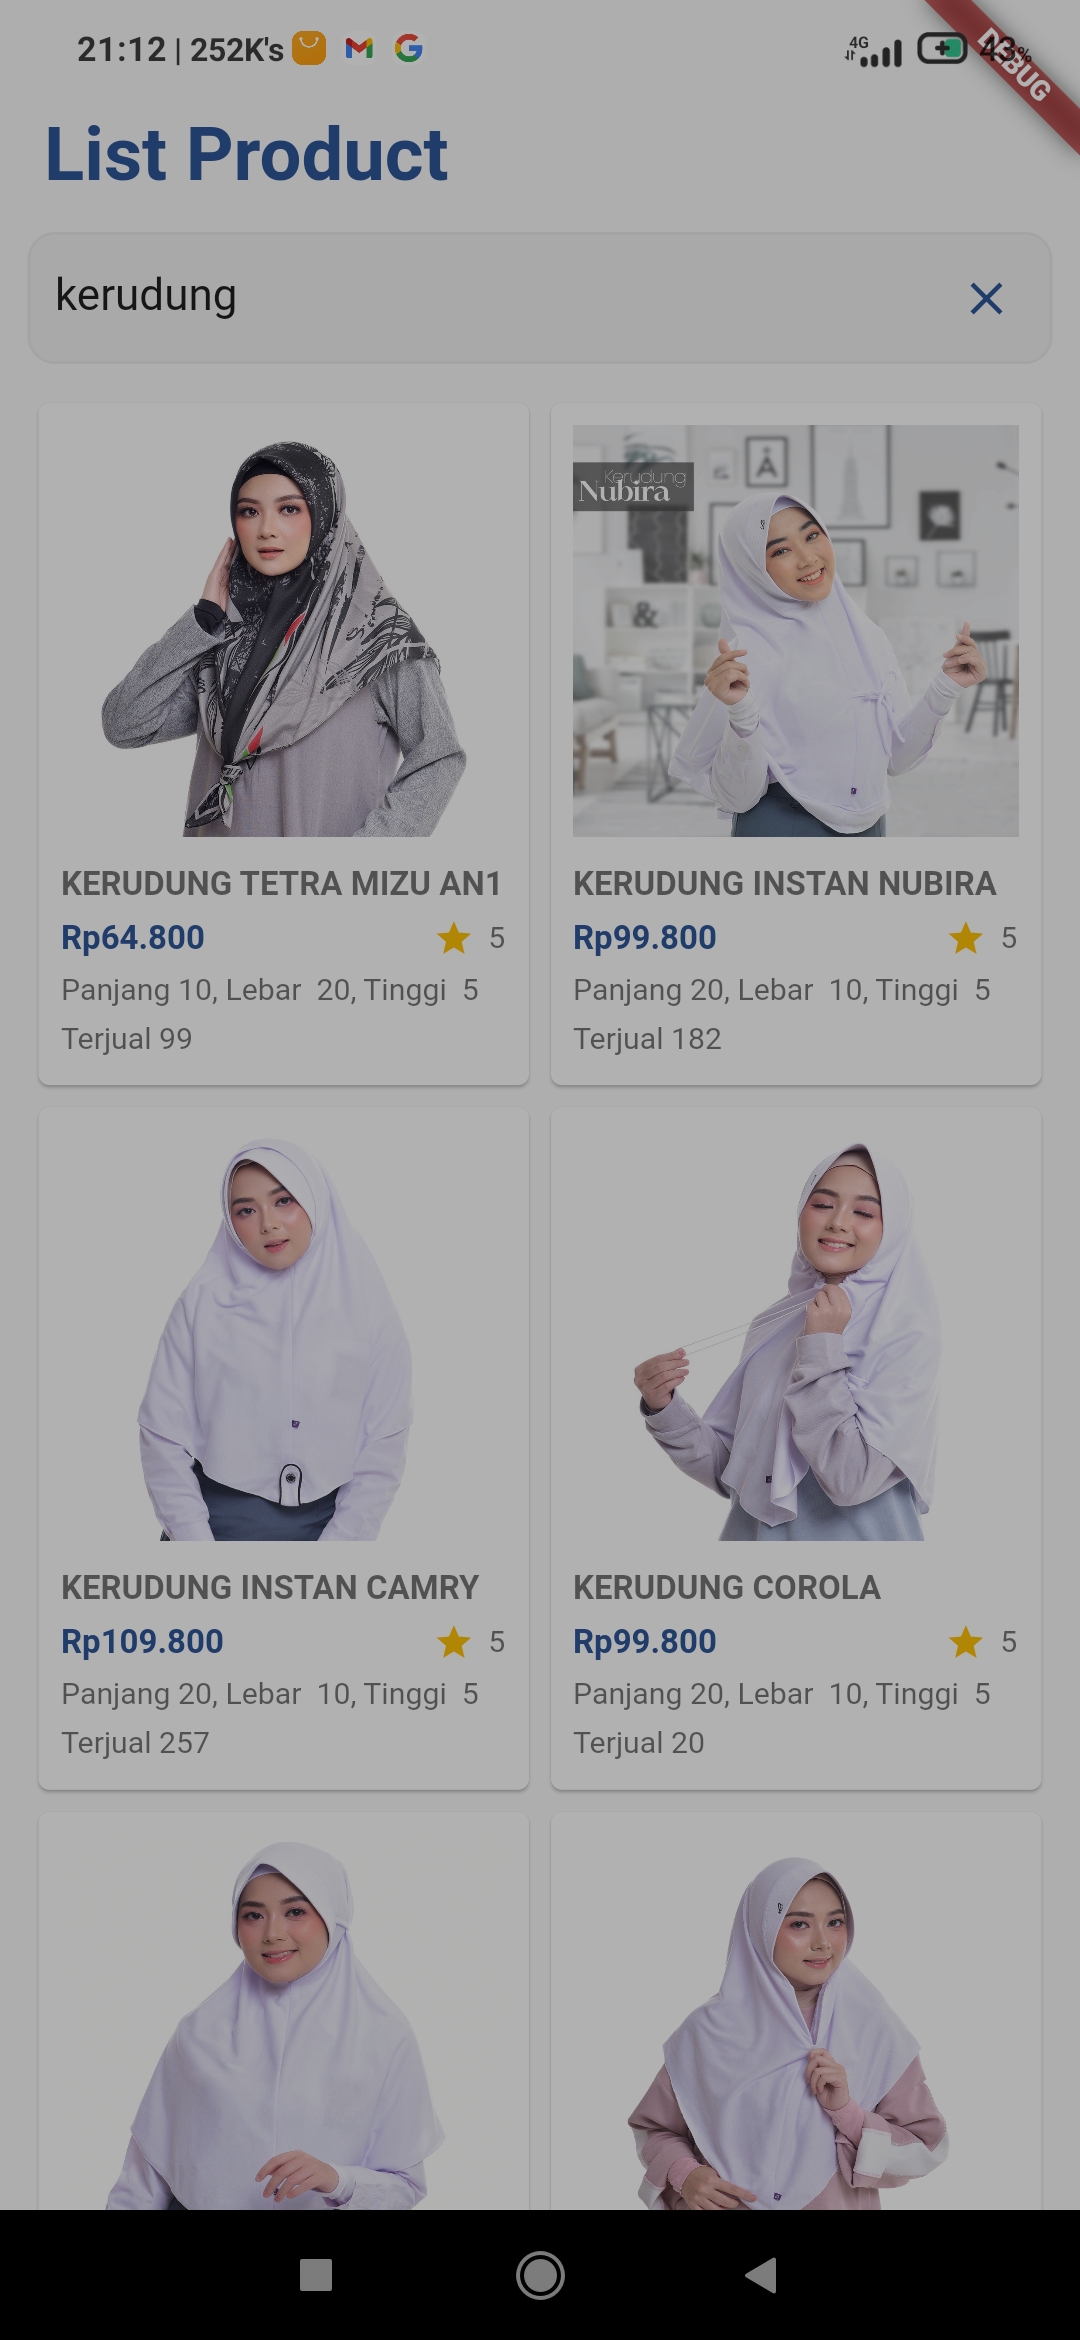 21:12 | 252K's
4G
DEBUG
List Product
kerudung
Kerudung
Nubira
A
&
KERUDUNG TETRA MIZU AN1
Rp64.800
5
Panjang 10, Lebar 20, Tinggi 5
Terjual 99
KERUDUNG INSTAN NUBIRA
Rp99.800
5
Panjang 20, Lebar 10, Tinggi 5
Terjual 182
KERUDUNG INSTAN CAMRY
Rp109.800
5
Panjang 20, Lebar 10, Tinggi 5
Terjual 257
KERUDUNG COROLA
Rp99.800
5
Panjang 20, Lebar 10, Tinggi 5
Terjual 20